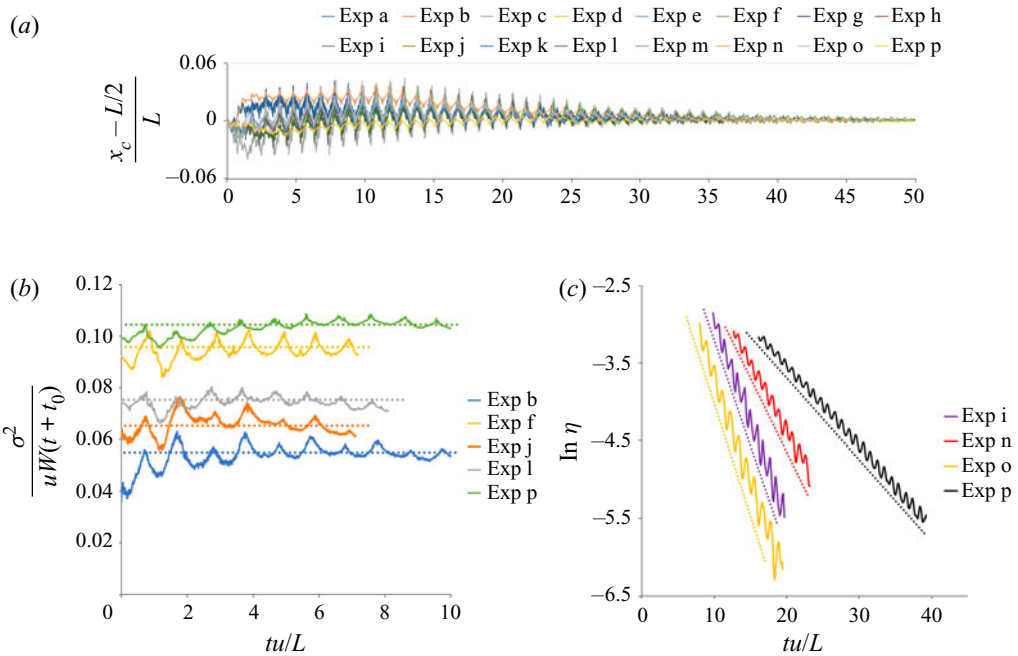 (a)
Exp a Exp b Exp c Exp d Exp e Exp f Exp g Exp h
Exp i Exp j Exp k Exp l Exp m Exp n Exp o Exp p
x_c – L/2
L
0.06
0
–0.06
0 5 10 15 20 25 30 35 40 45 50
(b)
σ²
uW(t + t₀)
0.12
0.10
0.08
0.06
0.04
0.02
0 2 4 6 8 10
tu/L
Exp b
Exp f
Exp j
Exp l
Exp p
(c)
ln η
–2.5
–3.5
–4.5
–5.5
–6.5
0 10 20 30 40
tu/L
Exp i
Exp n
Exp o
Exp p